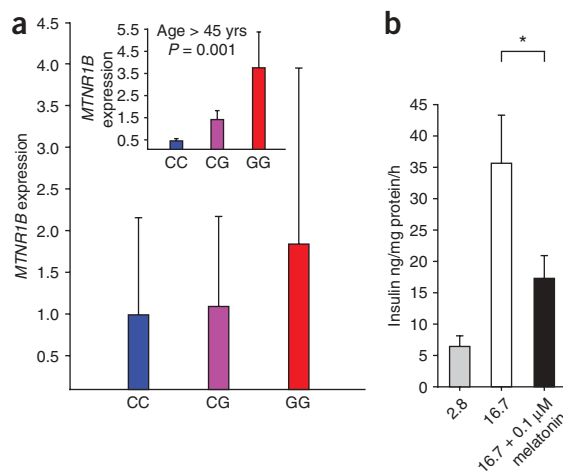 a
MTNR1B expression
4.5
4.0
3.5
3.0
2.5
2.0
1.5
1.0
0.5
CC
CG
GG
Age > 45 yrs
P = 0.001
MTNR1B
expression
5.5
4.5
3.5
2.5
1.5
0.5
CC
CG
GG
b
*
Insulin ng/mg protein/h
45
40
35
30
25
20
15
10
5
0
2.8
16.7
16.7 + 0.1 µM
melatonin